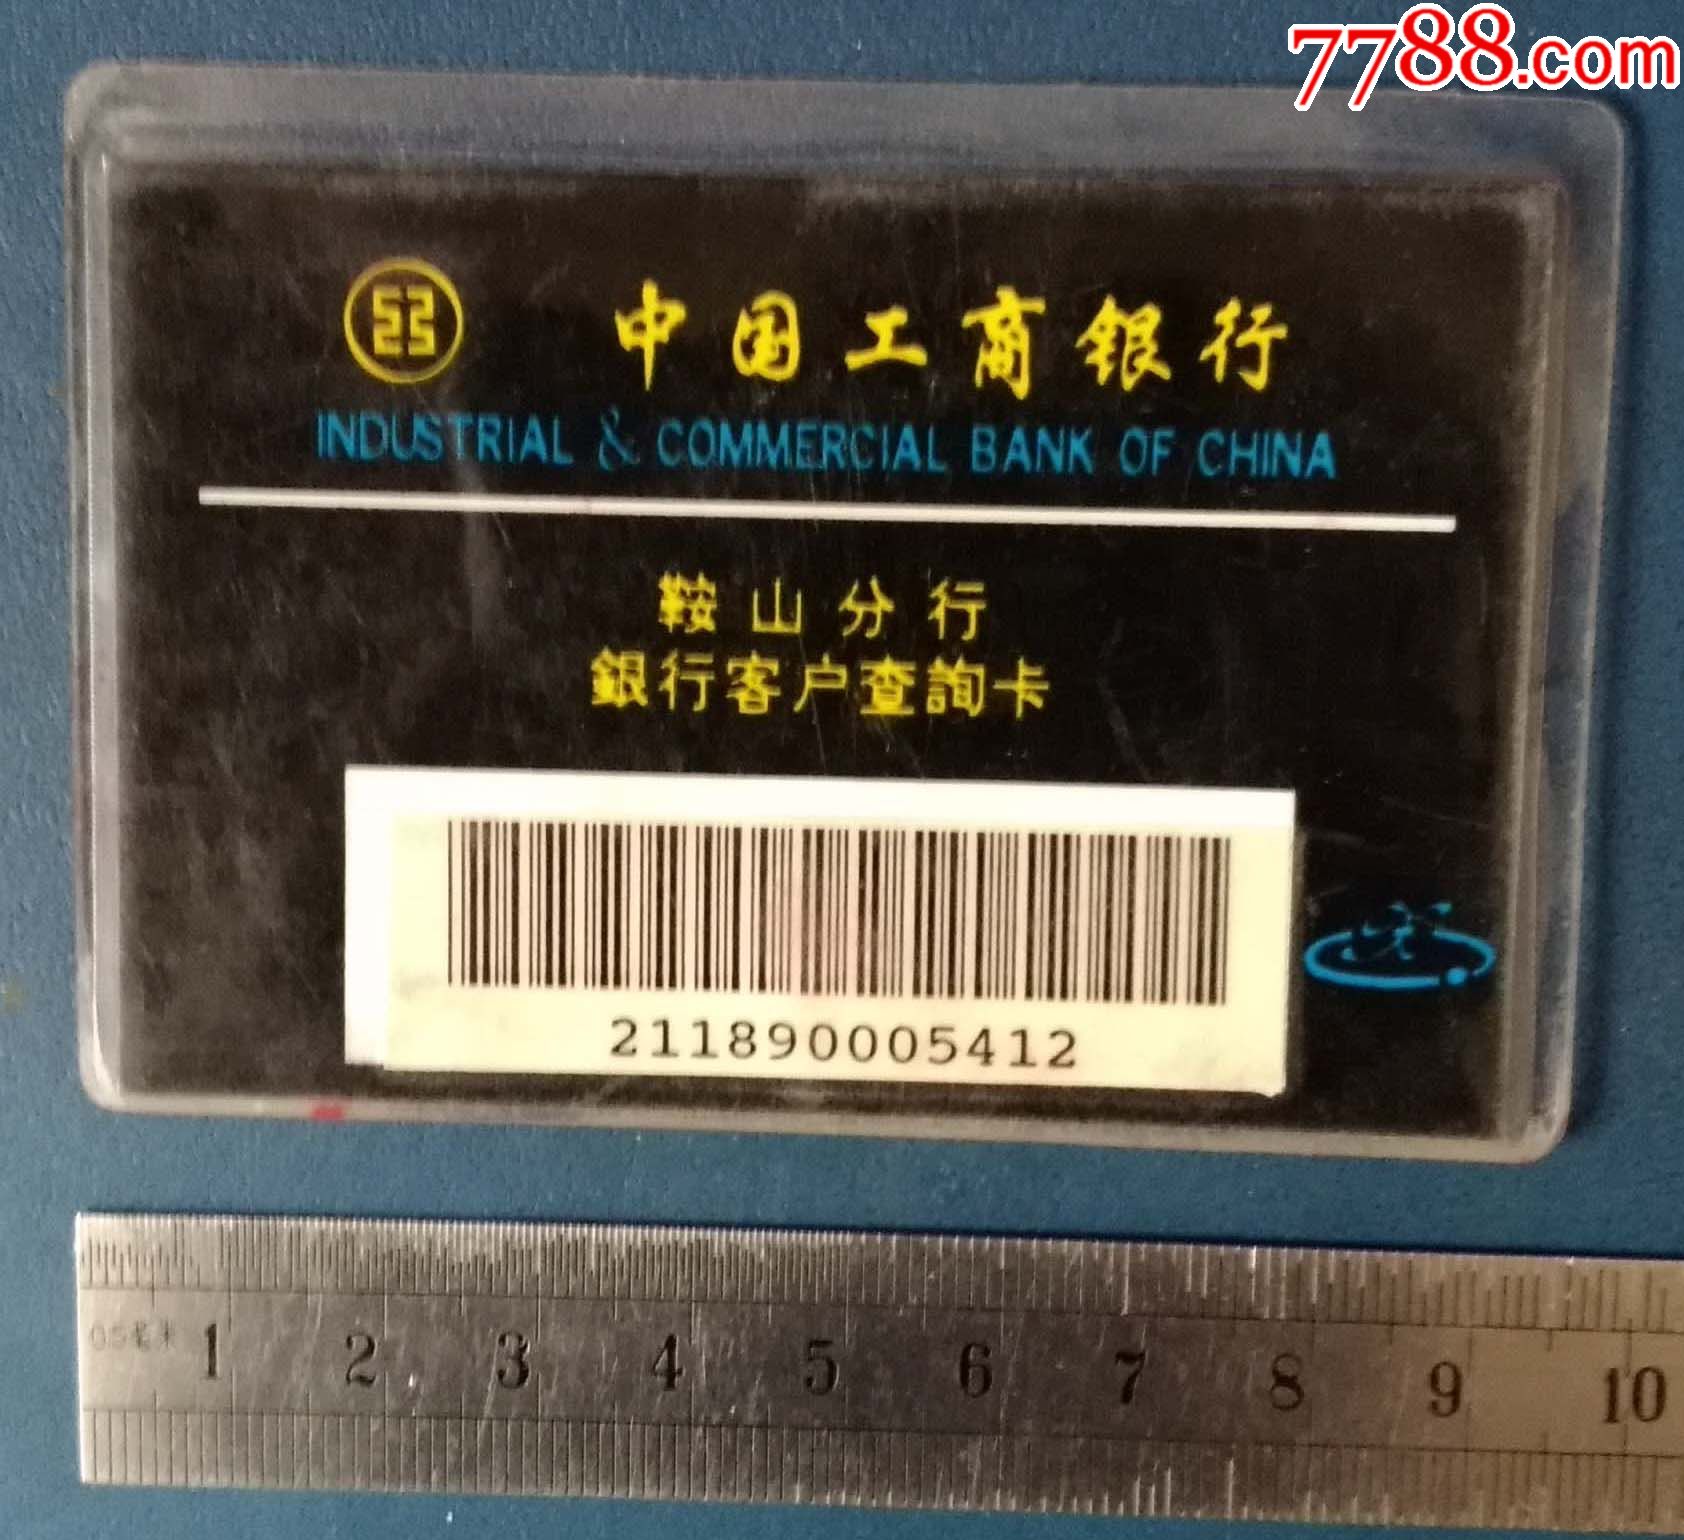 7788.com
中国工商银行
INDUSTRIAL & COMMERCIAL BANK OF CHINA
鞍山分行
銀行客户查詢卡
211890005412
1 2 3 4 5 6 7 8 9 10